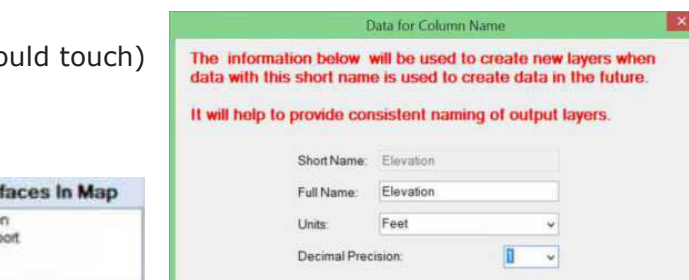 ould touch)
faces In Map
n
port
Data for Column Name
The information below will be used to create new layers when
data with this short name is used to create data in the future.
It will help to provide consistent naming of output layers.
Short Name: Elevation
Full Name: Elevation
Units: Feet
Decimal Precision: 1